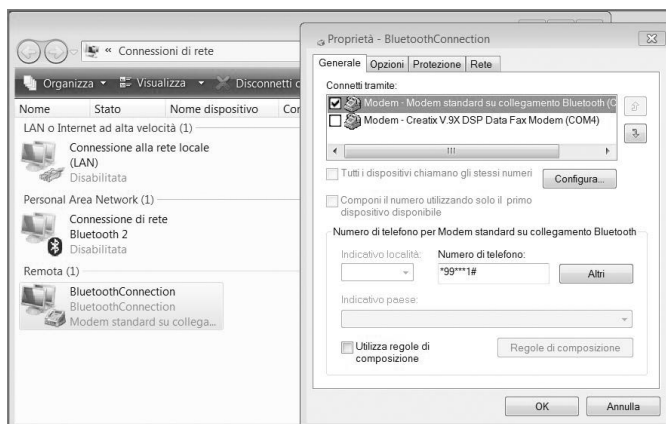 Connessioni di rete
Organizza
Visualizza
Disconnetti
Nome Stato Nome dispositivo
LAN o Internet ad alta velocità (1)
Connessione alla rete locale
(LAN)
Disabilitata
Personal Area Network (1)
Connessione di rete
Bluetooth 2
Disabilitata
Remota (1)
BluetoothConnection
BluetoothConnection
Modem standard su collega...
Proprietà - BluetoothConnection
Generale Opzioni Protezione Rete
Connetti tramite:
Modem - Modem standard su collegamento Bluetooth (C
Modem - Creatix V.9X DSP Data Fax Modem (COM4)
Tutti i dispositivi chiamano gli stessi numeri
Configura...
Componi il numero utilizzando solo il primo
dispositivo disponibile
Numero di telefono per Modem standard su collegamento Bluetooth
Indicativo località: Numero di telefono:
*99***1# Altri
Indicativo paese:
Utilizza regole di
composizione
Regole di composizione
OK Annulla